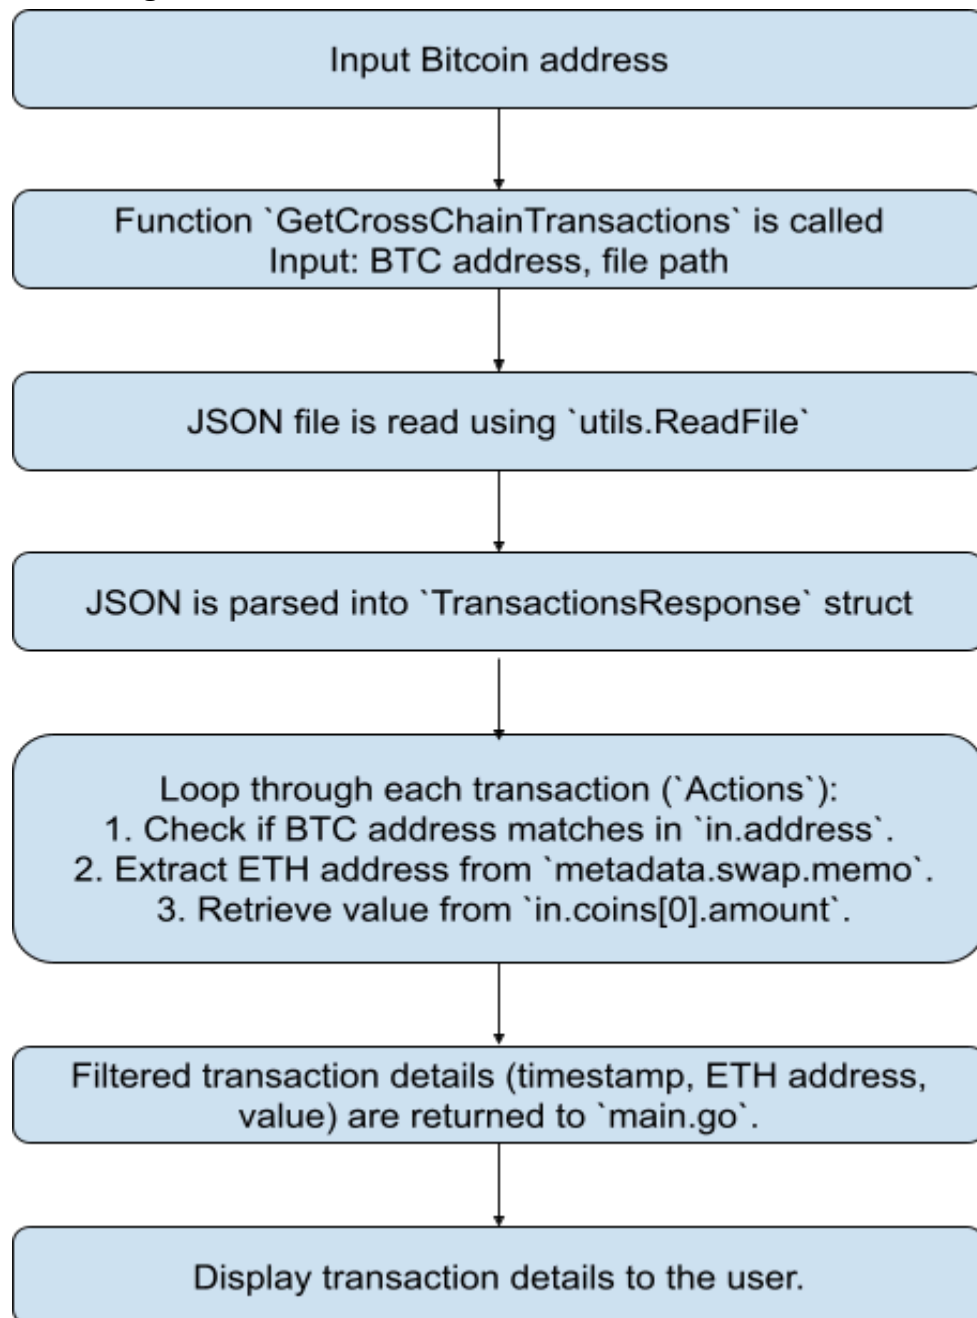 Input Bitcoin address
Function `GetCrossChainTransactions` is called
Input: BTC address, file path
JSON file is read using `utils.ReadFile`
JSON is parsed into `TransactionsResponse` struct
Loop through each transaction (`Actions`):
1. Check if BTC address matches in `in.address`.
2. Extract ETH address from `metadata.swap.memo`.
3. Retrieve value from `in.coins[0].amount`.
Filtered transaction details (timestamp, ETH address,
value) are returned to `main.go`.
Display transaction details to the user.